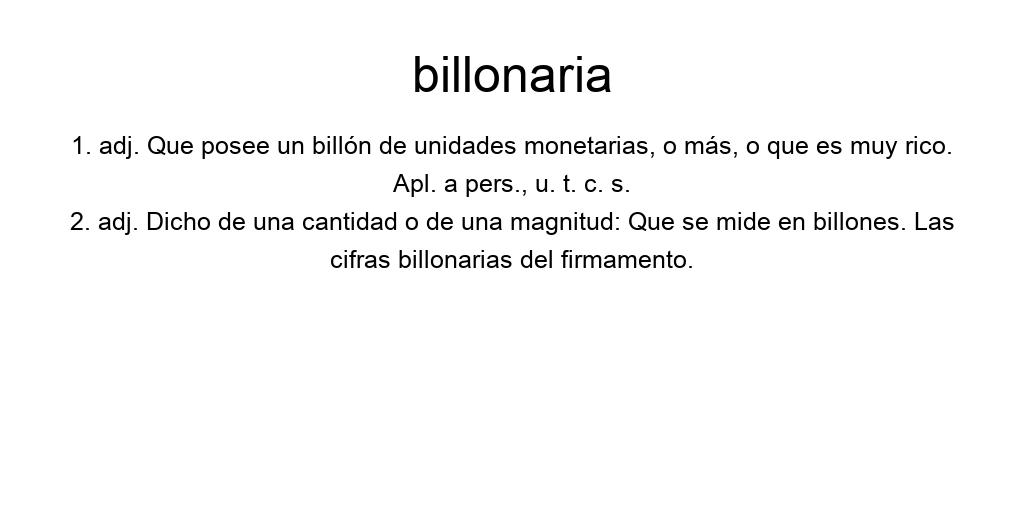 billonaria
1. adj. Que posee un billón de unidades monetarias, o más, o que es muy rico.
Apl. a pers., u. t. c. s.
2. adj. Dicho de una cantidad o de una magnitud: Que se mide en billones. Las
cifras billonarias del firmamento.